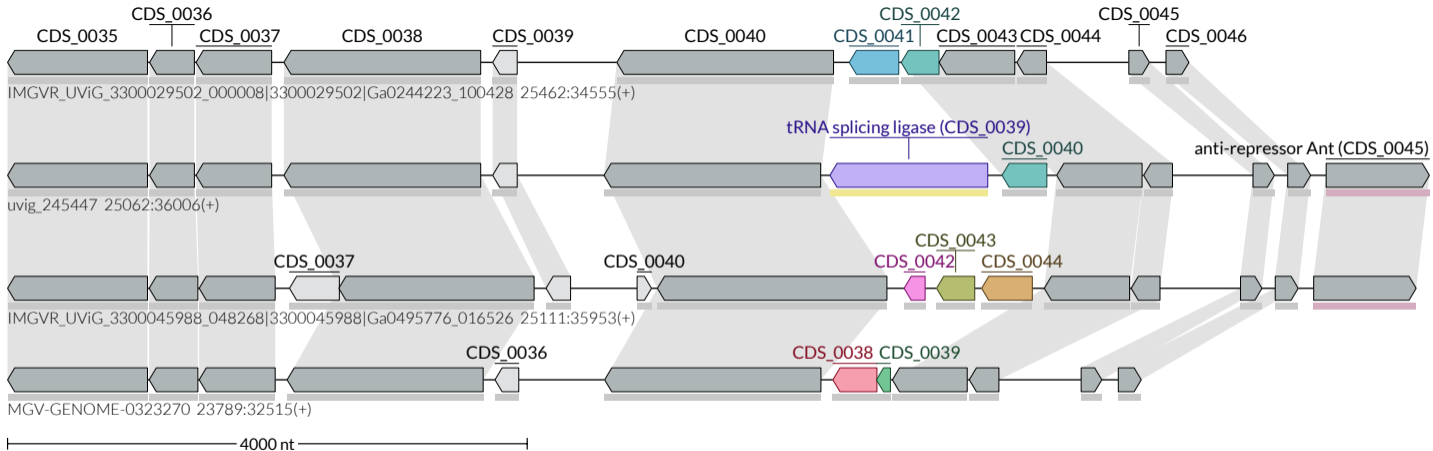 CDS_0036 CDS_0042 CDS_0045
CDS_0035 CDS_0037 CDS_0038 CDS_0039 CDS_0040 CDS_0041 CDS_0043 CDS_0044 CDS_0046
IMGVR_UViG_3300029502_000008|3300029502|Ga0244223_100428 25462:34555(+)
tRNA splicing ligase (CDS_0039)
CDS_0040 anti-repressor Ant (CDS_0045)
uvig_245447 25062:36006(+)
CDS_0043
CDS_0037 CDS_0040 CDS_0042 CDS_0044
IMGVR_UViG_3300045988_048268|3300045988|Ga0495776_016526 25111:35953(+)
CDS_0036 CDS_0038 CDS_0039
MGV-GENOME-0323270 23789:32515(+)
4000 nt